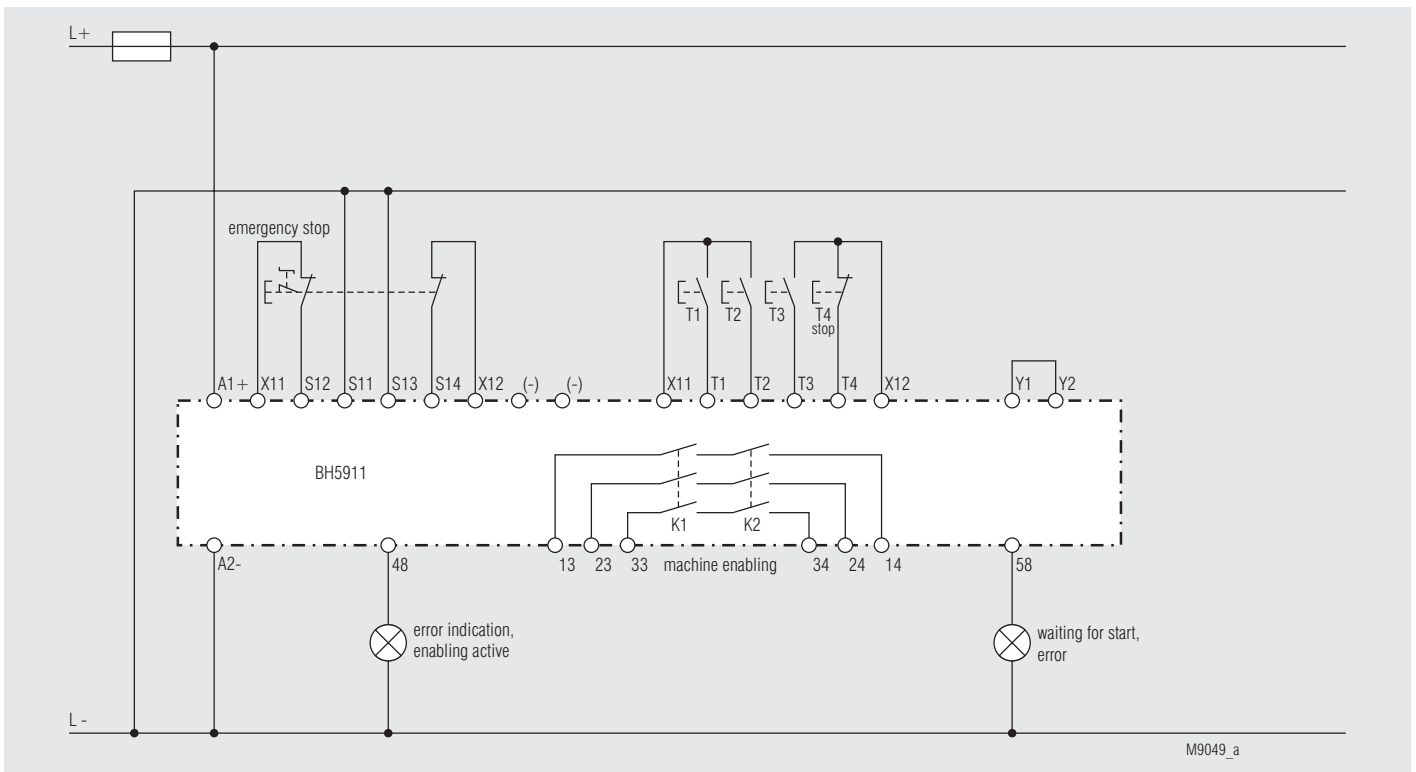 L+
emergency stop
T1 T2 T3 T4
stop
A1+ X11 S12 S11 S13 S14 X12 (-) (-) X11 T1 T2 T3 T4 X12 Y1 Y2
BH5911
K1 K2
A2- 48 13 23 33 machine enabling 34 24 14 58
error indication,
enabling active
waiting for start,
error
L -
M9049_a